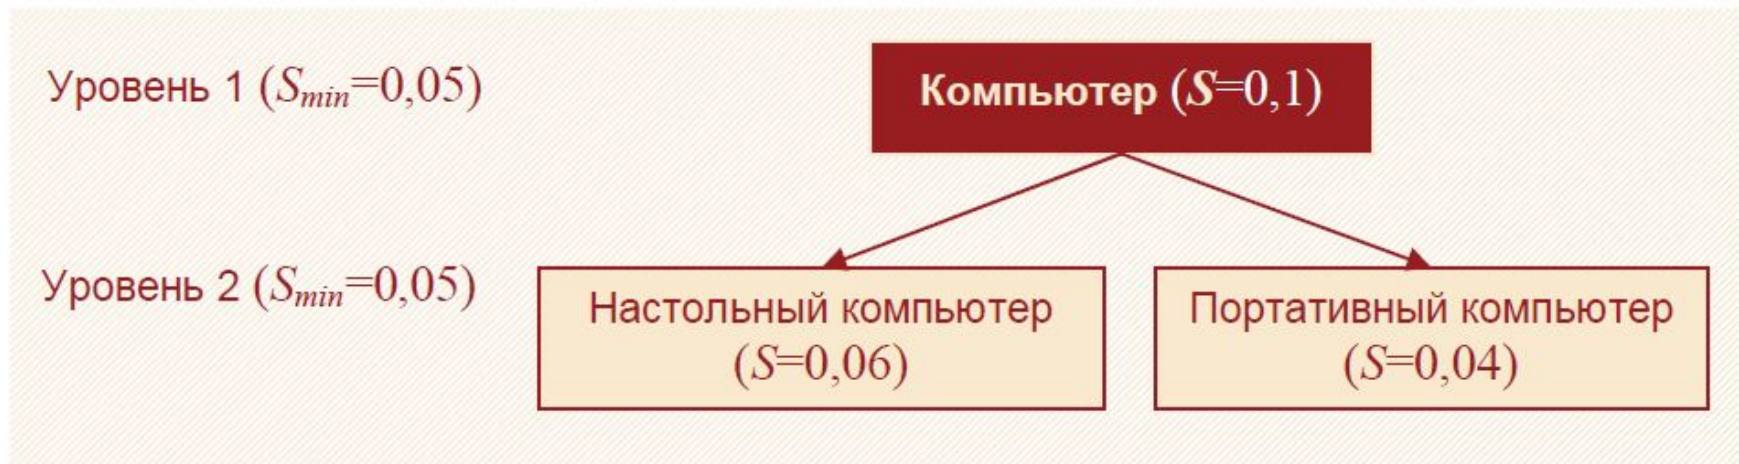 Уровень 1 (Smin=0,05)
Компьютер (S=0,1)
Уровень 2 (Smin=0,05)
Настольный компьютер
(S=0,06)
Портативный компьютер
(S=0,04)